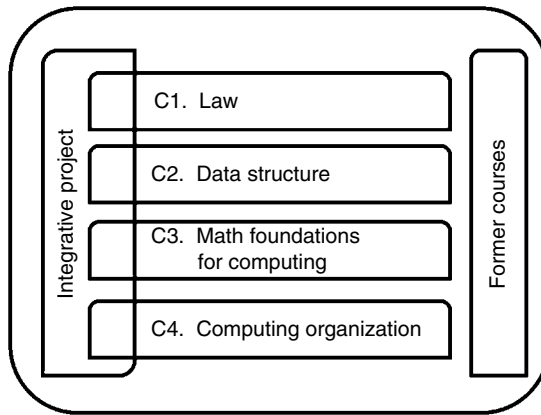 Integrative project
C1. Law
C2. Data structure
C3. Math foundations
for computing
C4. Computing organization
Former courses